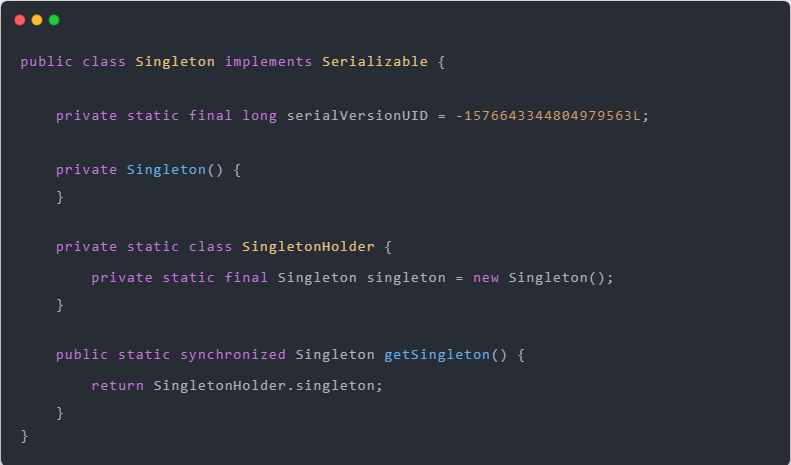 public class Singleton implements Serializable {
private static final long serialVersionUID = -1576643344804979563L;
private Singleton() {
}
private static class SingletonHolder {
private static final Singleton singleton = new Singleton();
}
public static synchronized Singleton getSingleton() {
return SingletonHolder.singleton;
}
}